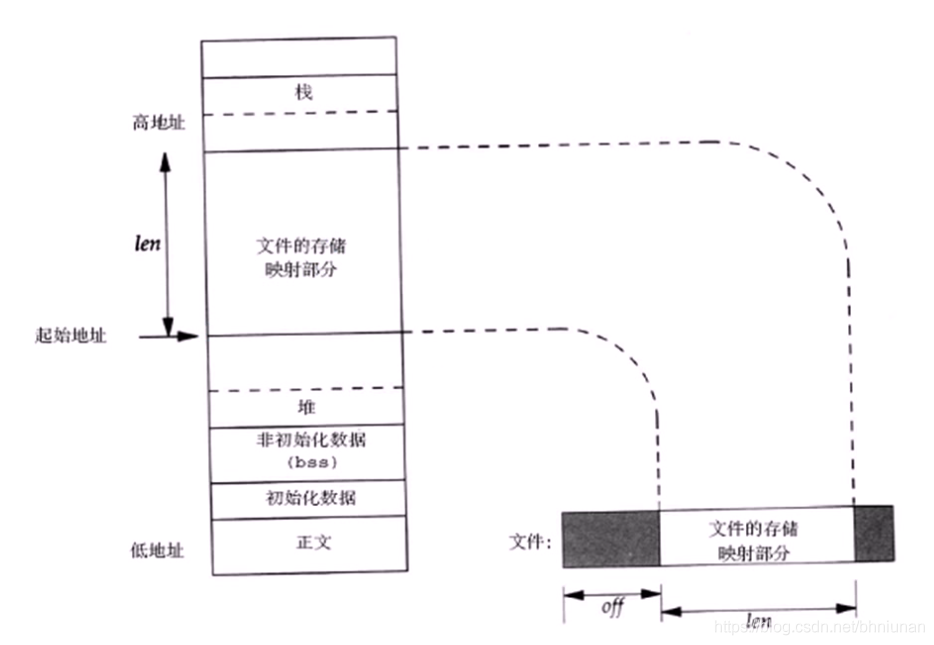 栈
高地址
len
文件的存储
映射部分
起始地址
堆
非初始化数据
(bss)
初始化数据
正文
低地址
文件:
文件的存储
映射部分
off
len
https://blog.csdn.net/bhniunan